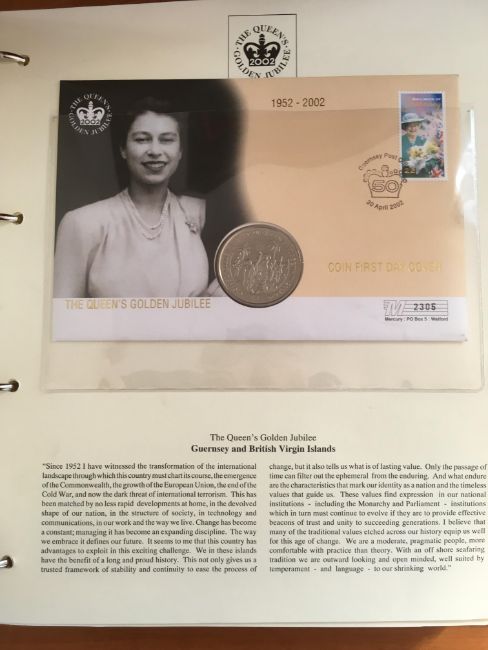 THE QUEEN'S
GOLDEN JUBILEE
2002
THE QUEEN'S
GOLDEN JUBILEE
2002
1952 - 2002
Guernsey Post
50
30 April 2002
COIN FIRST DAY COVER
THE QUEEN'S GOLDEN JUBILEE
M 2305
Mercury : PO Box 5 : Watford
The Queen's Golden Jubilee
Guernsey and British Virgin Islands
"Since 1952 I have witnessed the transformation of the international
landscape through which this country must chart its course, the emergence
of the Commonwealth, the growth of the European Union, the end of the
Cold War, and now the dark threat of international terrorism. This has
been matched by no less rapid developments at home, in the devolved
shape of our nation, in the structure of society, in technology and
communications, in our work and the way we live. Change has become
a constant; managing it has become an expanding discipline. The way
we embrace it defines our future. It seems to me that this country has
advantages to exploit in this exciting challenge. We in these islands
have the benefit of a long and proud history. This not only gives us a
trusted framework of stability and continuity to ease the process of
change, but it also tells us what is of lasting value. Only the passage of
time can filter out the ephemeral from the enduring. And what endure
are the characteristics that mark our identity as a nation and the timeless
values that guide us. These values find expression in our national
institutions - including the Monarchy and Parliament - institutions
which in turn must continue to evolve if they are to provide effective
beacons of trust and unity to succeeding generations. I believe that
many of the traditional values etched across our history equip us well
for this age of change. We are a moderate, pragmatic people, more
comfortable with practice than theory. With an off shore seafaring
tradition we are outward looking and open minded, well suited by
temperament - and language - to our shrinking world."